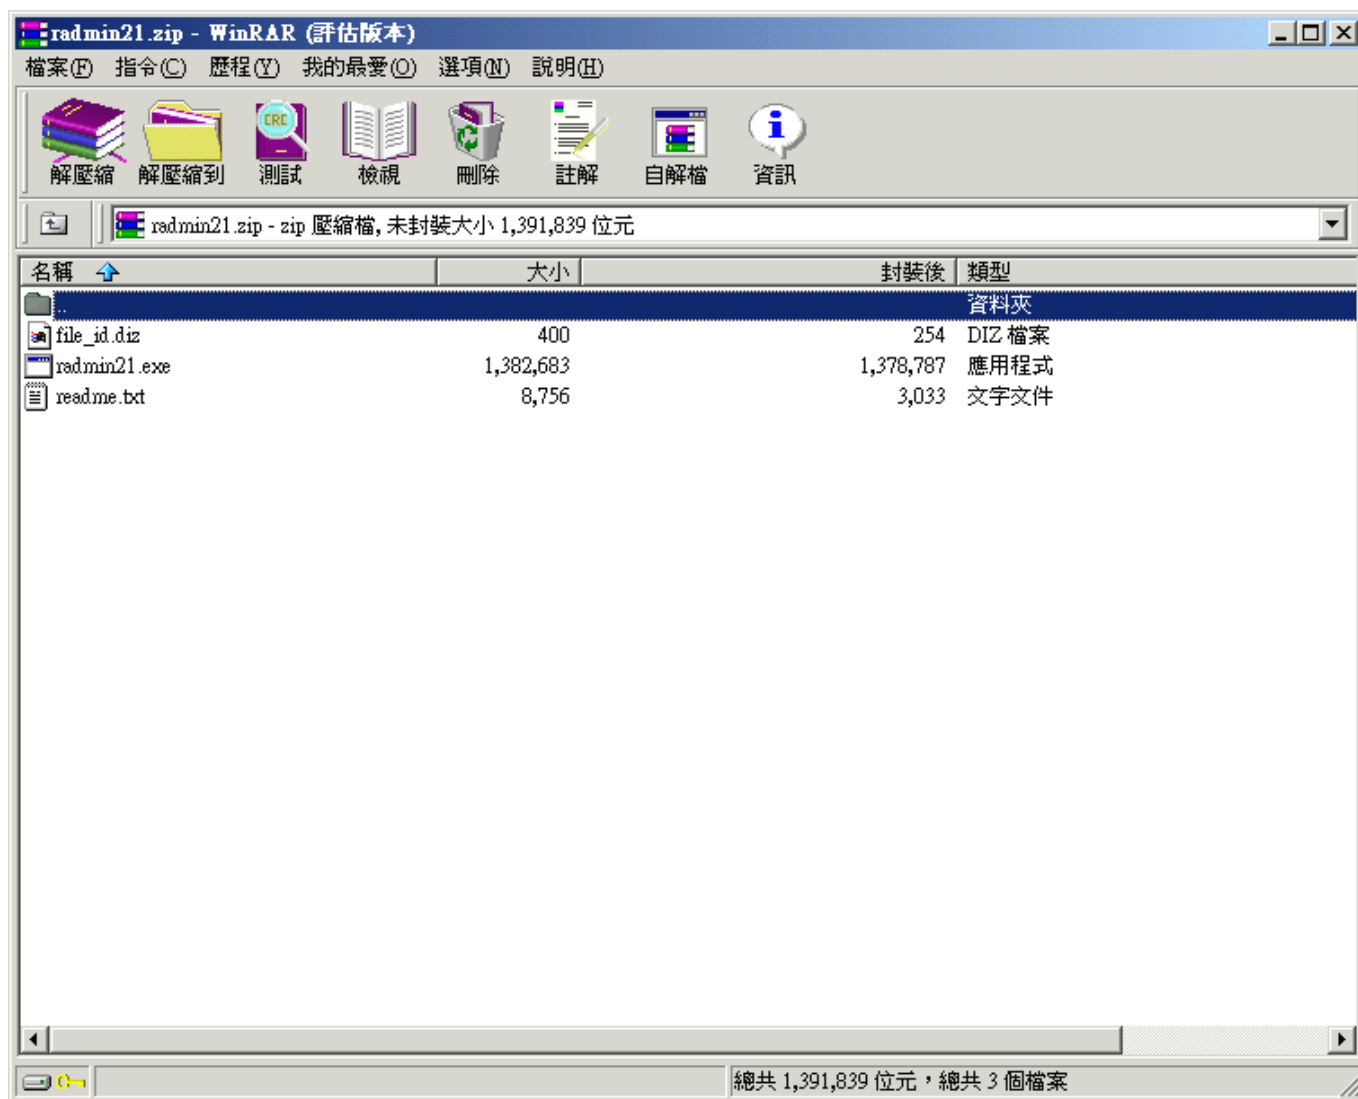 radmin21.zip - WinRAR (評估版本)
檔案(F) 指令(C) 歷程(Y) 我的最愛(O) 選項(N) 說明(H)
CRC
解壓縮 解壓縮到 測試 檢視 刪除 註解 自解檔 資訊
radmin21.zip - zip 壓縮檔, 未封裝大小 1,391,839 位元
名稱 大小 封裝後 類型
.. 資料夾
file_id.diz 400 254 DIZ 檔案
radmin21.exe 1,382,683 1,378,787 應用程式
readme.txt 8,756 3,033 文字文件
總共 1,391,839 位元，總共 3 個檔案